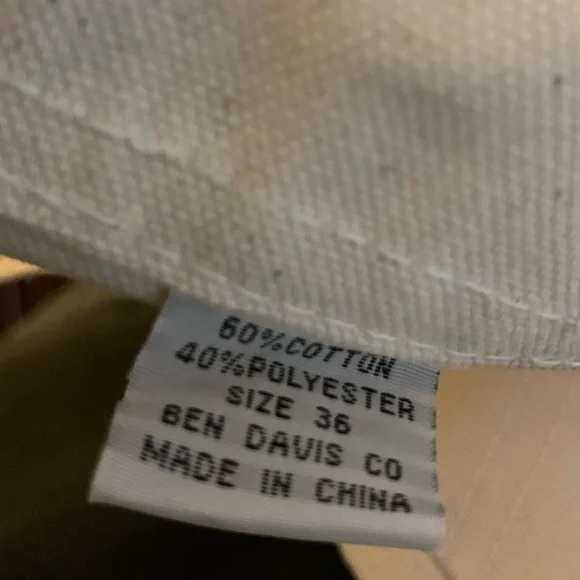 60%COTTON
40%POLYESTER
SIZE 36
BEN DAVIS CO
MADE IN CHINA